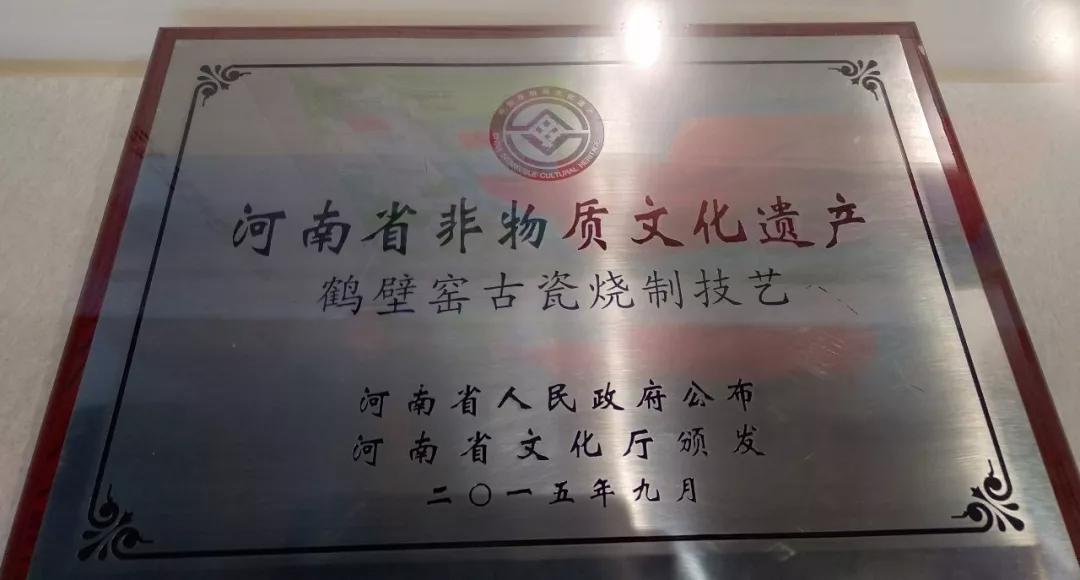 河南省非物质文化遗产
鹤壁窑古瓷烧制技艺
河南省人民政府公布
河南省文化厅颁发
二〇一五年九月